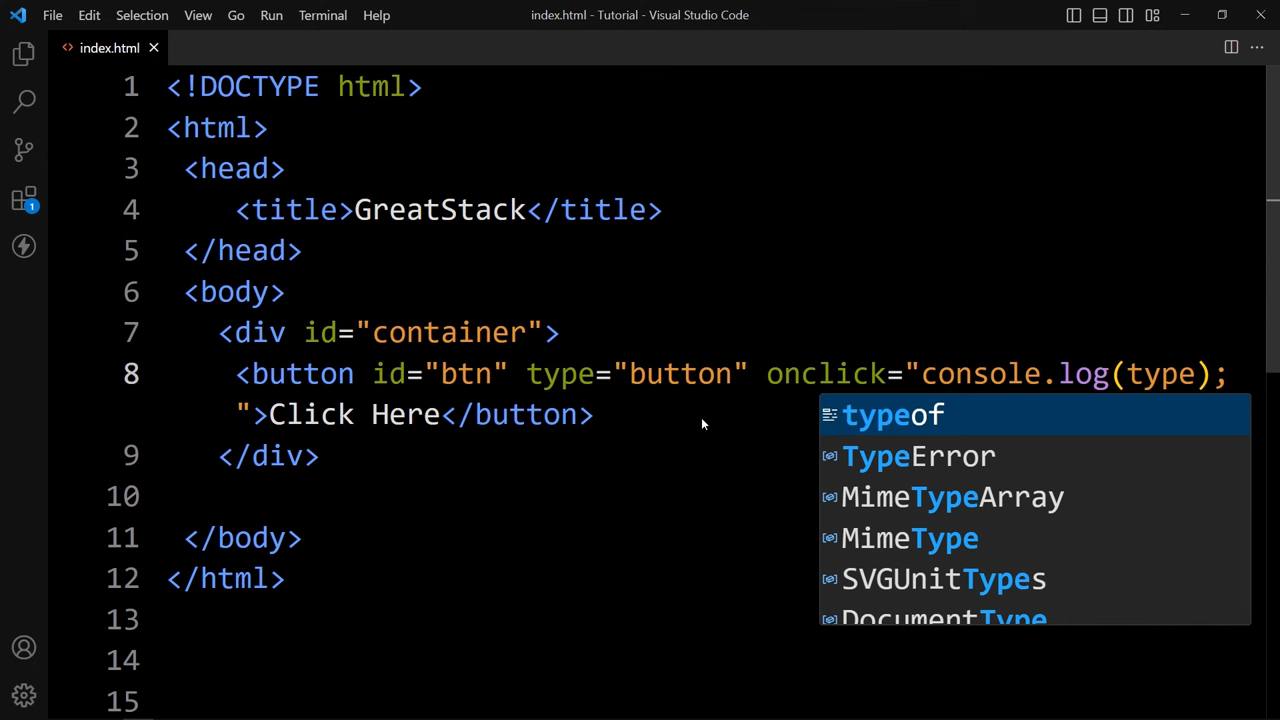 File Edit Selection View Go Run Terminal Help index.html - Tutorial - Visual Studio Code
<> index.html
1 <!DOCTYPE html>
2 <html>
3 <head>
4 <title>GreatStack</title>
5 </head>
6 <body>
7 <div id="container">
8 <button id="btn" type="button" onclick="console.log(type);
">Click Here</button>
typeof
9 </div>
TypeError
10
MimeTypeArray
11 </body>
MimeType
12 </html>
SVGUnitTypes
13
DocumentType
14
15
1